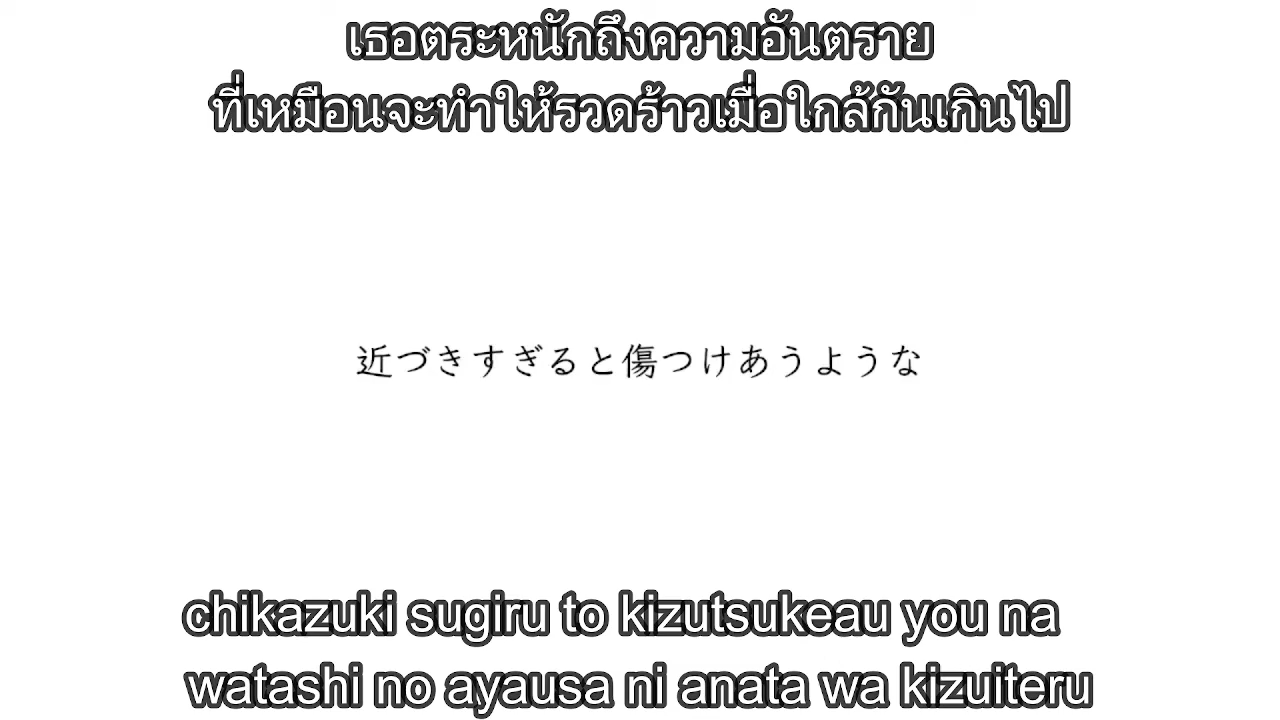 เธอตระหนักถึงความอันตราย
ที่เหมือนจะทำให้รวดร้าวเมื่อใกล้กันเกินไป
近づきすぎると傷つけあうような
chikazuki sugiru to kizutsukeau you na
watashi no ayausa ni anata wa kizuiteru